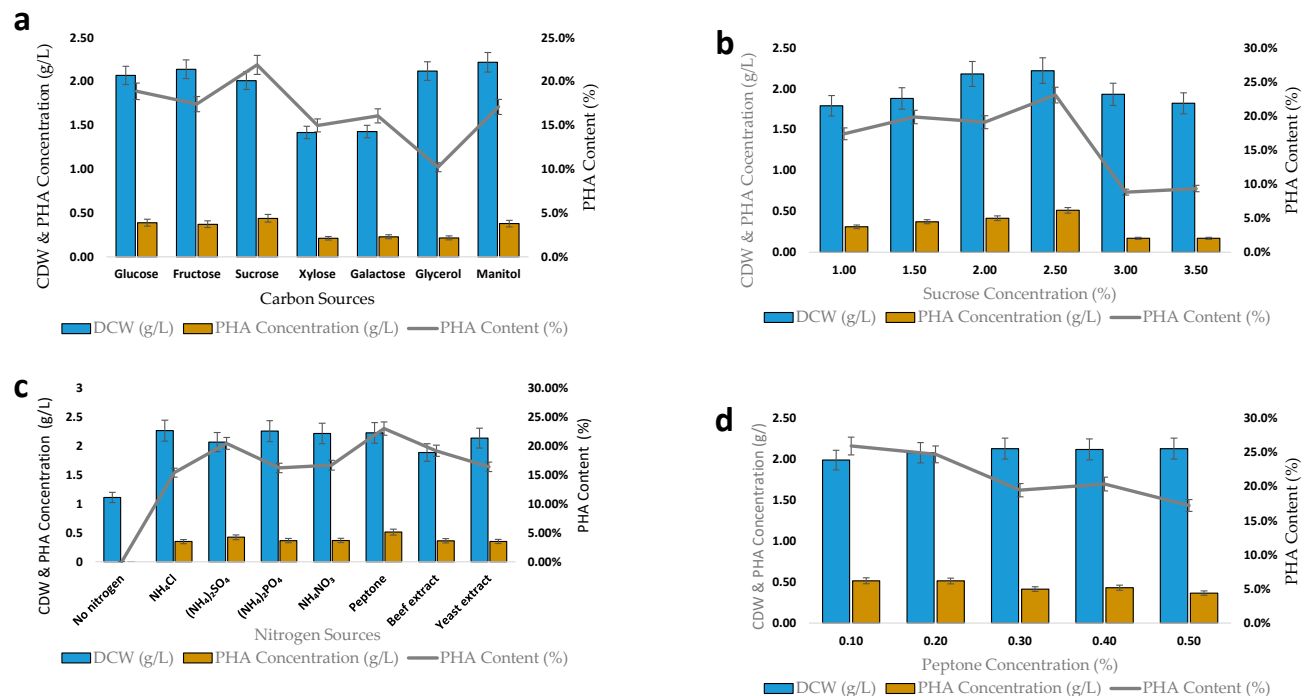 a
CDW & PHA Concentration (g/L)
2.50
2.00
1.50
1.00
0.50
0.00
25.0%
20.0%
15.0%
10.0%
5.0%
0.0%
PHA Content (%)
Glucose Fructose Sucrose Xylose Galactose Glycerol Manitol
Carbon Sources
DCW (g/L) PHA Concentration (g/L) PHA Content (%)
b
CDW & PHA Cocentration (g/L)
2.50
2.00
1.50
1.00
0.50
0.00
30.0%
25.0%
20.0%
15.0%
10.0%
5.0%
0.0%
PHA Content (%)
1.00 1.50 2.00 2.50 3.00 3.50
Sucrose Concentration (%)
DCW (g/L) PHA Concentration (g/L) PHA Content (%)
c
CDW & PHA Concentration (g/L)
3
2.5
2
1.5
1
0.5
0
30.00%
25.00%
20.00%
15.00%
10.00%
5.00%
0.00%
PHA Content (%)
No nitrogen NH₄Cl (NH₄)₂SO₄ (NH₄)₂PO₄ NH₄NO₃ Peptone Beef extract Yeast extract
Nitrogen Sources
DCW (g/L) PHA Concentration (g/L) PHA Content (%)
d
CDW & PHA Concentration (g/)
2.50
2.00
1.50
1.00
0.50
0.00
30.0%
25.0%
20.0%
15.0%
10.0%
5.0%
0.0%
PHA Content (%)
0.10 0.20 0.30 0.40 0.50
Peptone Concentration (%)
DCW (g/L) PHA Concentration (g/L) PHA Content (%)